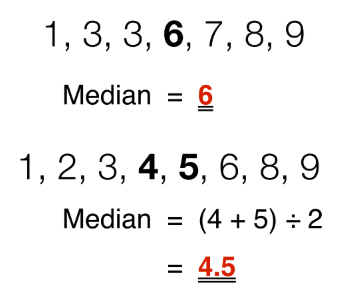 1, 3, 3, 6, 7, 8, 9
Median = 6
1, 2, 3, 4, 5, 6, 8, 9
Median = (4 + 5) ÷ 2
= 4.5